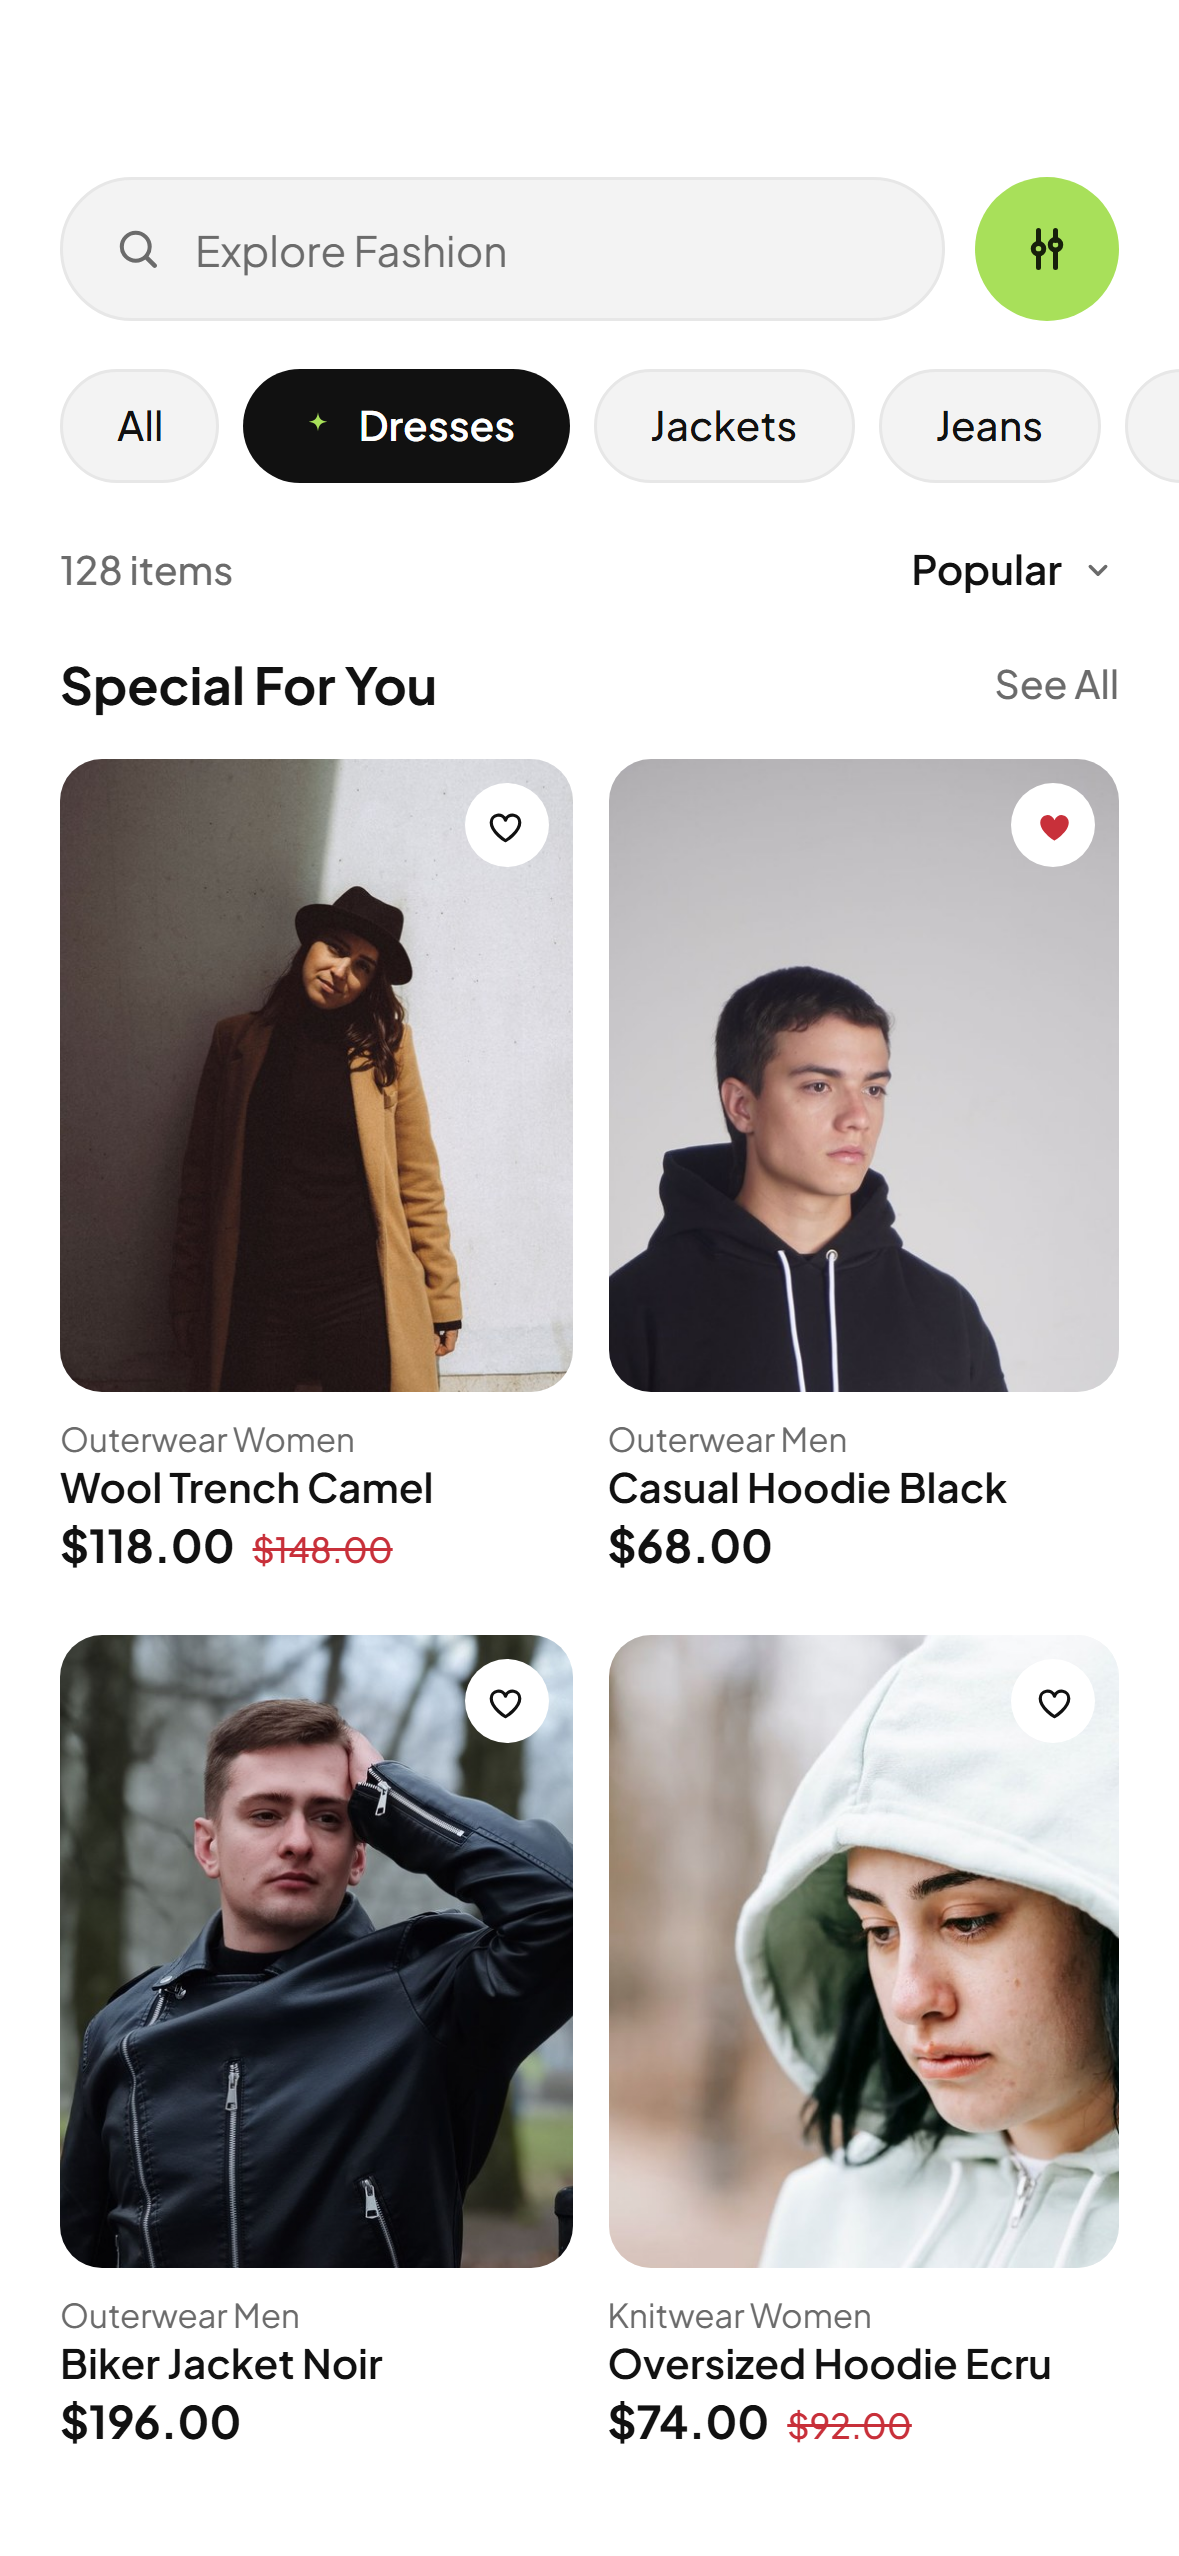 Explore Fashion
All
Dresses
Jackets
Jeans
128 items
Popular
Special For You
See All
Outerwear Women
Wool Trench Camel
$118.00 $148.00
Outerwear Men
Casual Hoodie Black
$68.00
Outerwear Men
Biker Jacket Noir
$196.00
Knitwear Women
Oversized Hoodie Ecru
$74.00 $92.00